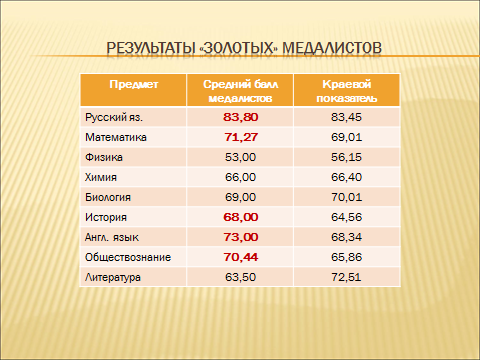 РЕЗУЛЬТАТЫ «ЗОЛОТЫХ» МЕДАЛИСТОВ
Предмет Средний балл медалистов Краевой показатель
Русский яз. 83,80 83,45
Математика 71,27 69,01
Физика 53,00 56,15
Химия 66,00 66,40
Биология 69,00 70,01
История 68,00 64,56
Англ. язык 73,00 68,34
Обществознание 70,44 65,86
Литература 63,50 72,51